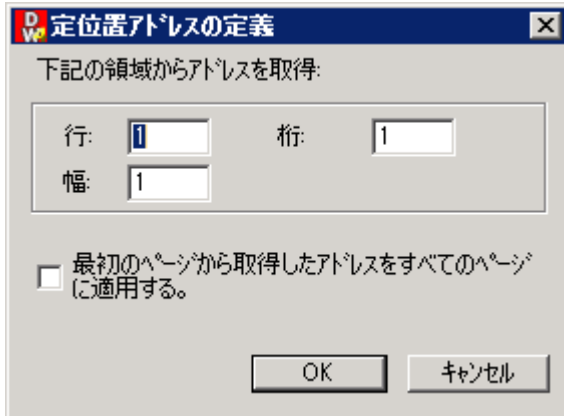 定位置ｱﾄﾞﾚｽの定義
下記の領域からｱﾄﾞﾚｽを取得:
行: 1 桁: 1
幅: 1
最初のﾍﾟｰｼﾞから取得したｱﾄﾞﾚｽをすべてのﾍﾟｰｼﾞ
に適用する。
OK ｷｬﾝｾﾙ